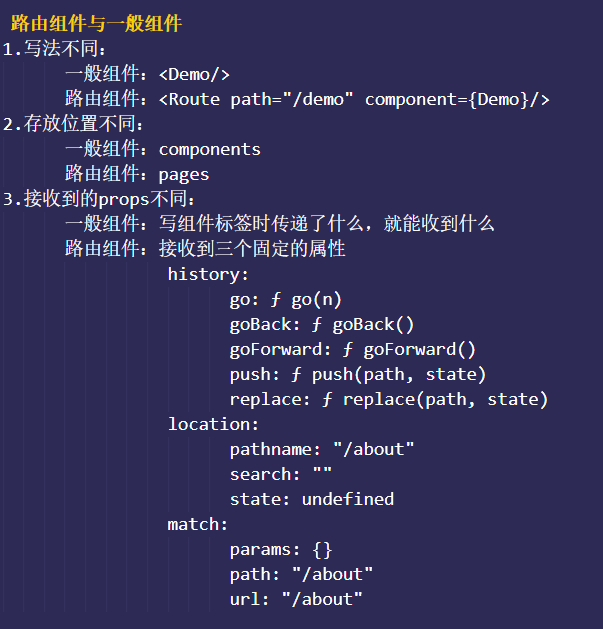 路由组件与一般组件
1.写法不同：
一般组件：<Demo/>
路由组件：<Route path="/demo" component={Demo}/>
2.存放位置不同：
一般组件：components
路由组件：pages
3.接收到的props不同：
一般组件：写组件标签时传递了什么，就能收到什么
路由组件：接收到三个固定的属性
history:
go: ƒ go(n)
goBack: ƒ goBack()
goForward: ƒ goForward()
push: ƒ push(path, state)
replace: ƒ replace(path, state)
location:
pathname: "/about"
search: ""
state: undefined
match:
params: {}
path: "/about"
url: "/about"